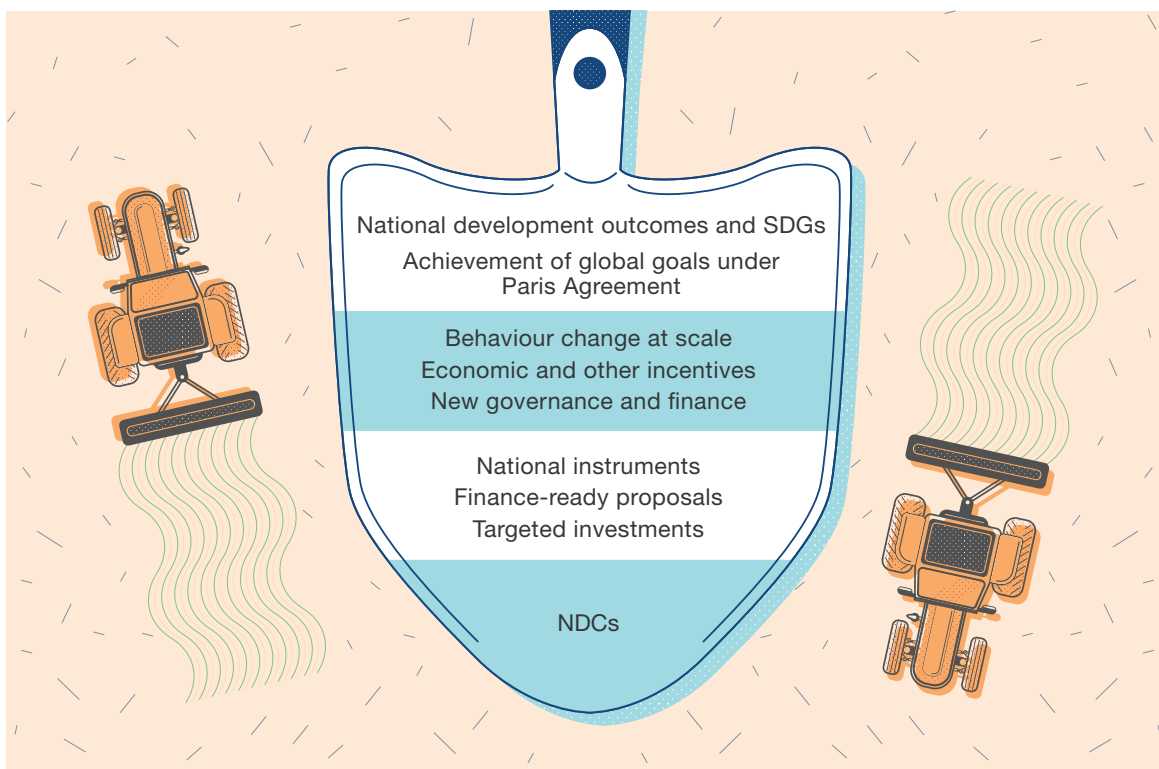 National development outcomes and SDGs
Achievement of global goals under
Paris Agreement
Behaviour change at scale
Economic and other incentives
New governance and finance
National instruments
Finance-ready proposals
Targeted investments
NDCs